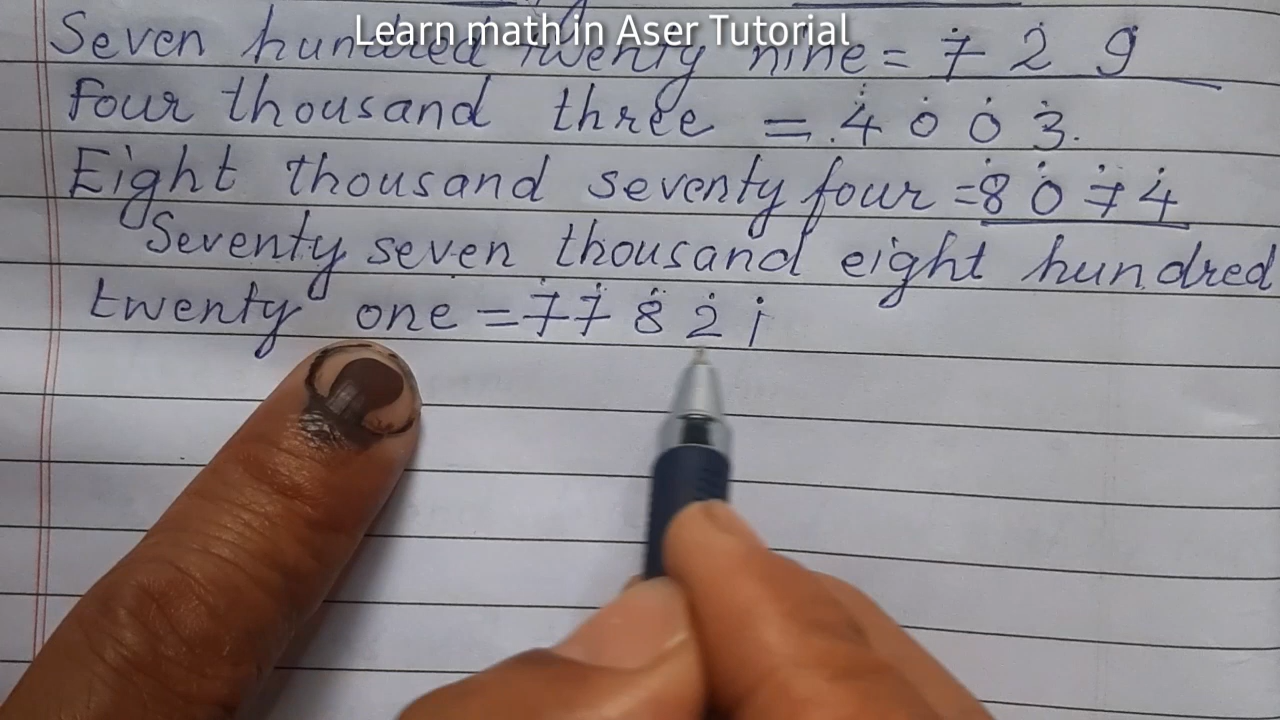 Learn math in Aser Tutorial
Seven hundred twenty nine = 7 2 9
four thousand three = 4 0 0 3.
Eight thousand seventy four = 8 0 7 4
Seventy seven thousand eight hundred
twenty one = 7 7 8 2 1